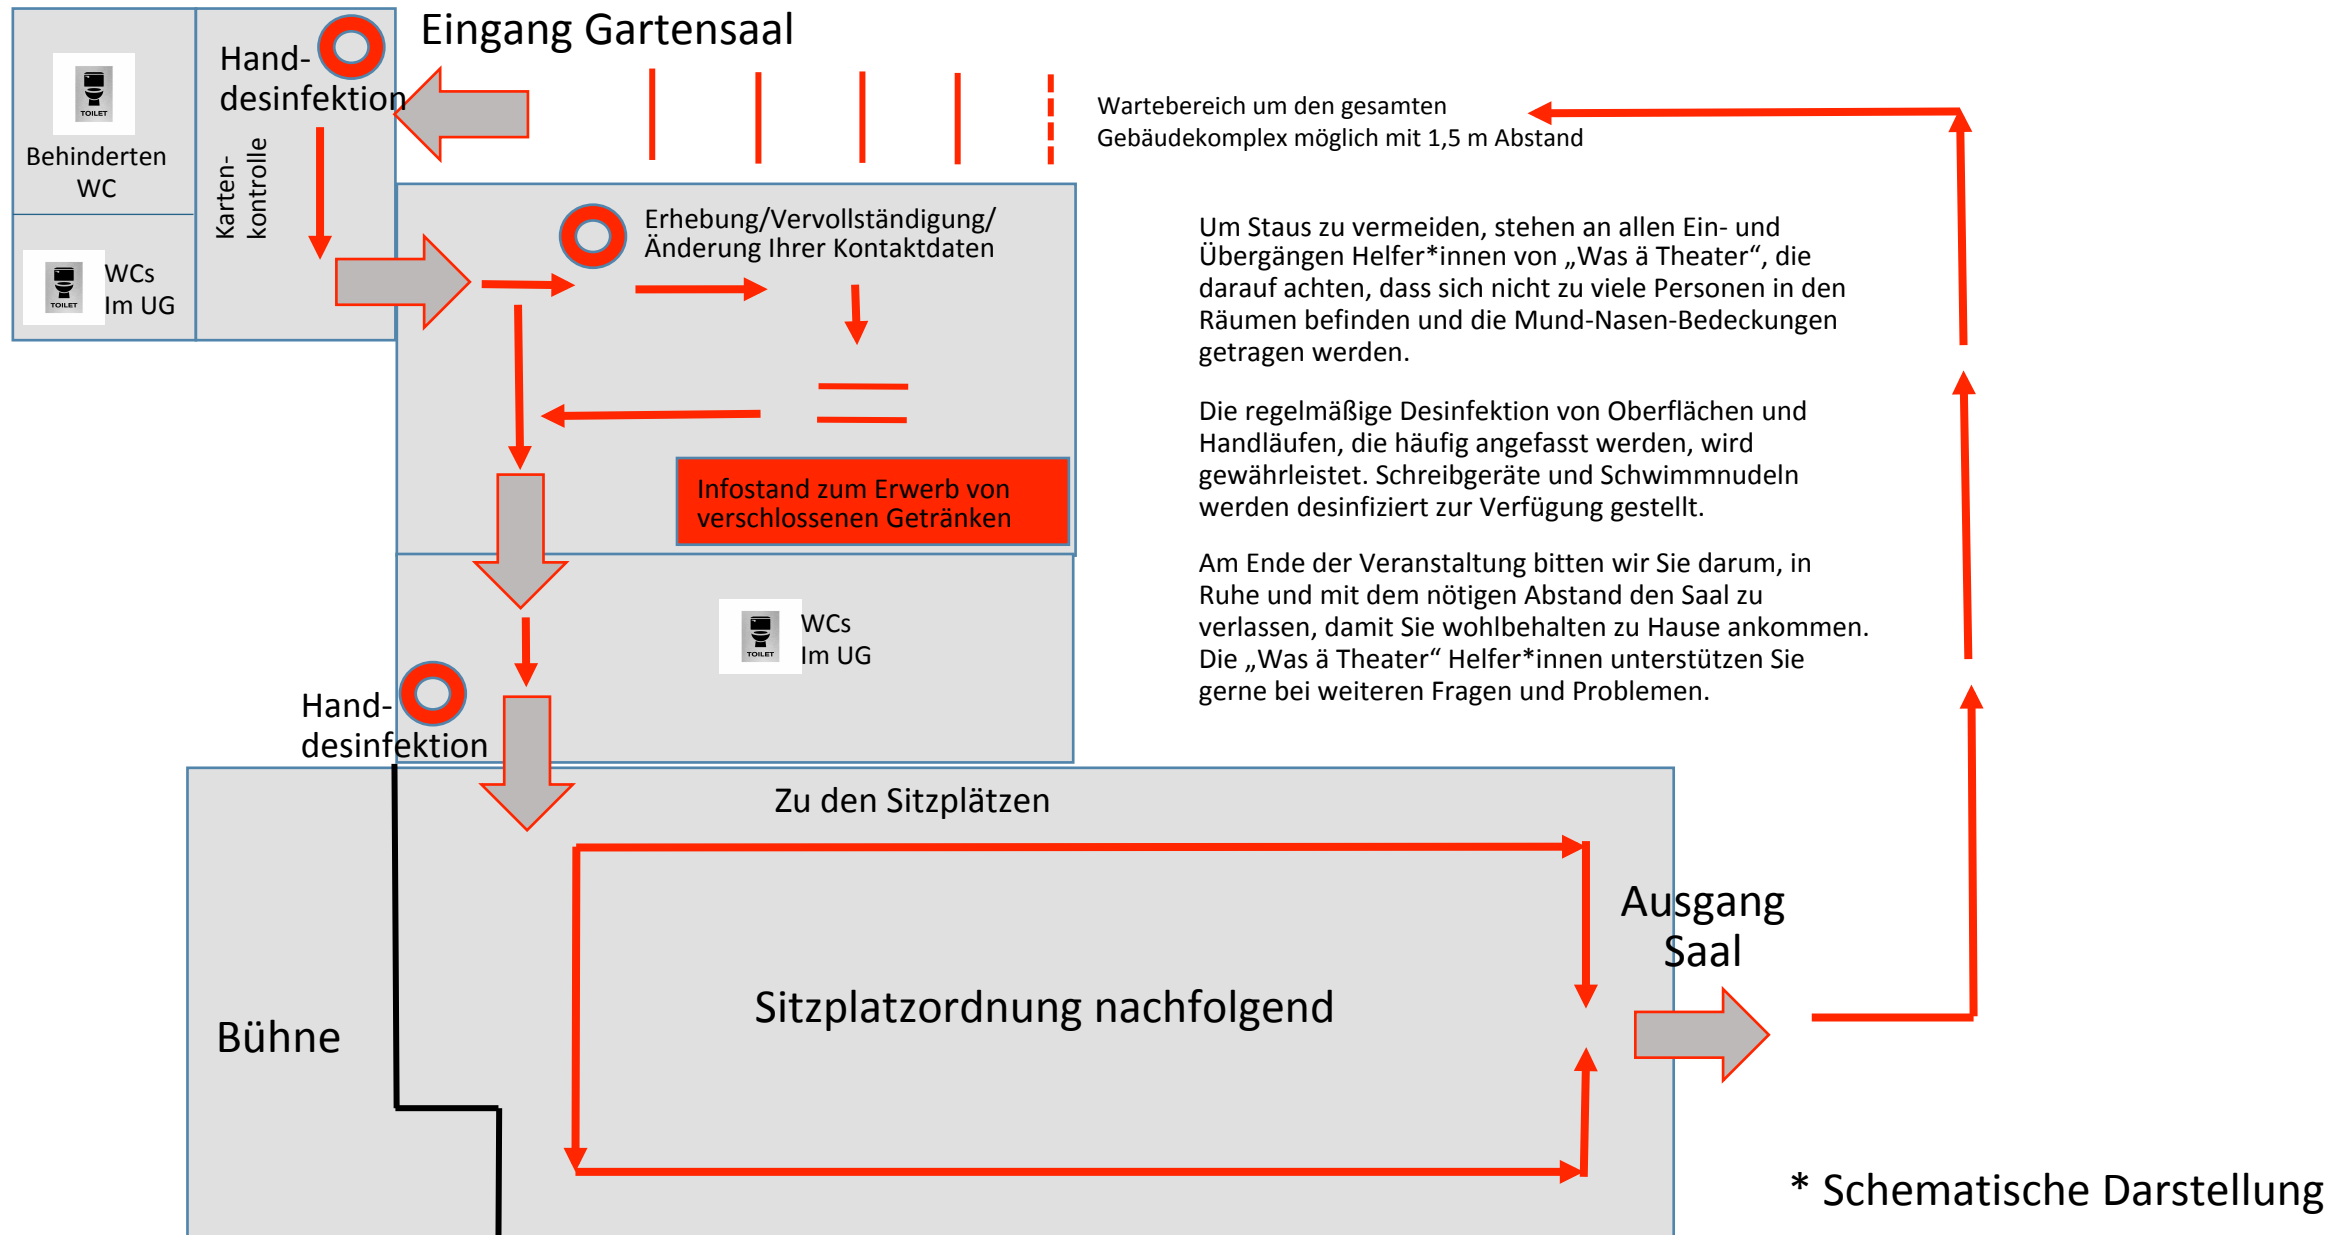 Eingang Gartensaal
Hand-
desinfektion
TOILET
Behinderten
WC
Karten-
kontrolle
TOILET
WCs
Im UG
Wartebereich um den gesamten
Gebäudekomplex möglich mit 1,5 m Abstand
Erhebung/Vervollständigung/
Änderung Ihrer Kontaktdaten
Infostand zum Erwerb von
verschlossenen Getränken
Um Staus zu vermeiden, stehen an allen Ein- und
Übergängen Helfer*innen von „Was ä Theater“, die
darauf achten, dass sich nicht zu viele Personen in den
Räumen befinden und die Mund-Nasen-Bedeckungen
getragen werden.
Die regelmäßige Desinfektion von Oberflächen und
Handläufen, die häufig angefasst werden, wird
gewährleistet. Schreibgeräte und Schwimmnudeln
werden desinfiziert zur Verfügung gestellt.
Am Ende der Veranstaltung bitten wir Sie darum, in
Ruhe und mit dem nötigen Abstand den Saal zu
verlassen, damit Sie wohlbehalten zu Hause ankommen.
Die „Was ä Theater“ Helfer*innen unterstützen Sie
gerne bei weiteren Fragen und Problemen.
TOILET
WCs
Im UG
Hand-
desinfektion
Zu den Sitzplätzen
Ausgang
Saal
Sitzplatzordnung nachfolgend
Bühne
* Schematische Darstellung